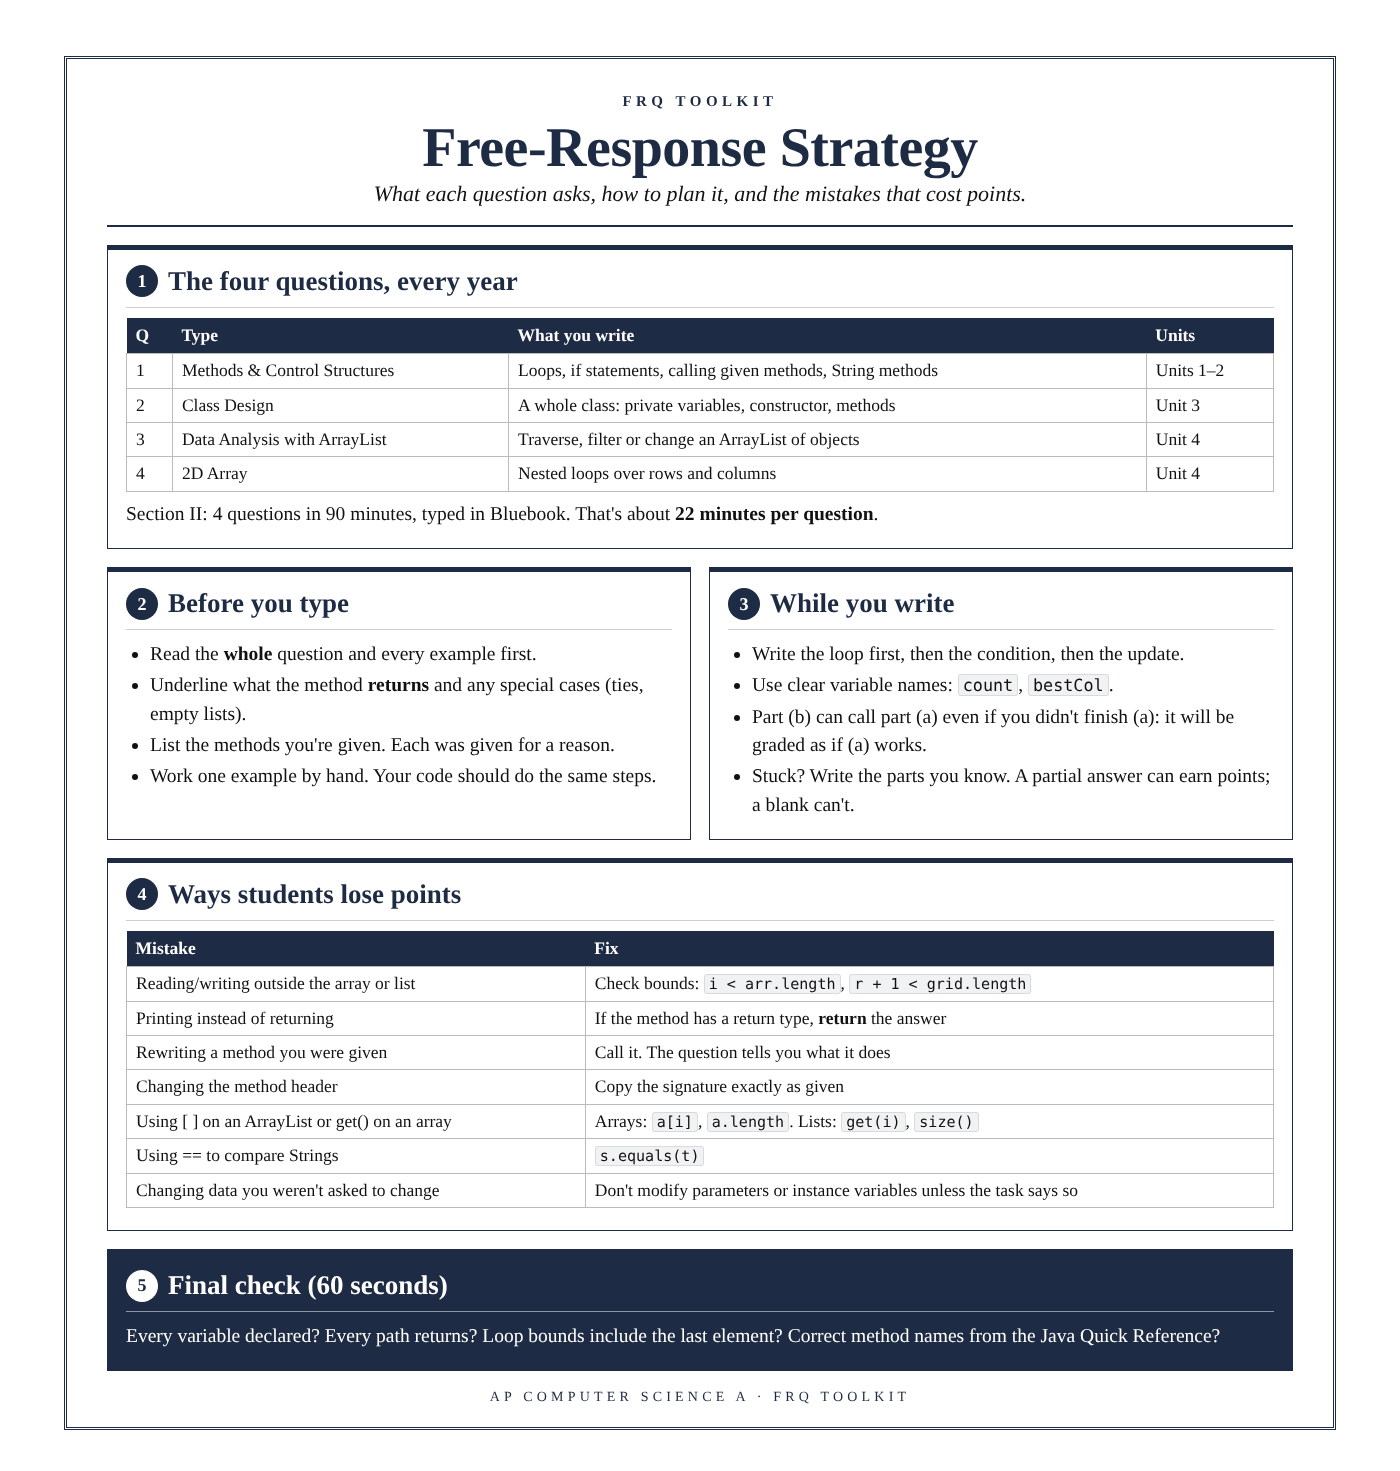 FRQ TOOLKIT
Free-Response Strategy
What each question asks, how to plan it, and the mistakes that cost points.
1 The four questions, every year
Q Type What you write Units
1 Methods & Control Structures Loops, if statements, calling given methods, String methods Units 1–2
2 Class Design A whole class: private variables, constructor, methods Unit 3
3 Data Analysis with ArrayList Traverse, filter or change an ArrayList of objects Unit 4
4 2D Array Nested loops over rows and columns Unit 4
Section II: 4 questions in 90 minutes, typed in Bluebook. That's about 22 minutes per question.
2 Before you type
• Read the whole question and every example first.
• Underline what the method returns and any special cases (ties,
empty lists).
• List the methods you're given. Each was given for a reason.
• Work one example by hand. Your code should do the same steps.
3 While you write
• Write the loop first, then the condition, then the update.
• Use clear variable names: count, bestCol.
• Part (b) can call part (a) even if you didn't finish (a): it will be
graded as if (a) works.
• Stuck? Write the parts you know. A partial answer can earn points;
a blank can't.
4 Ways students lose points
Mistake Fix
Reading/writing outside the array or list Check bounds: i < arr.length, r + 1 < grid.length
Printing instead of returning If the method has a return type, return the answer
Rewriting a method you were given Call it. The question tells you what it does
Changing the method header Copy the signature exactly as given
Using [ ] on an ArrayList or get() on an array Arrays: a[i], a.length. Lists: get(i), size()
Using == to compare Strings s.equals(t)
Changing data you weren't asked to change Don't modify parameters or instance variables unless the task says so
5 Final check (60 seconds)
Every variable declared? Every path returns? Loop bounds include the last element? Correct method names from the Java Quick Reference?
AP COMPUTER SCIENCE A · FRQ TOOLKIT